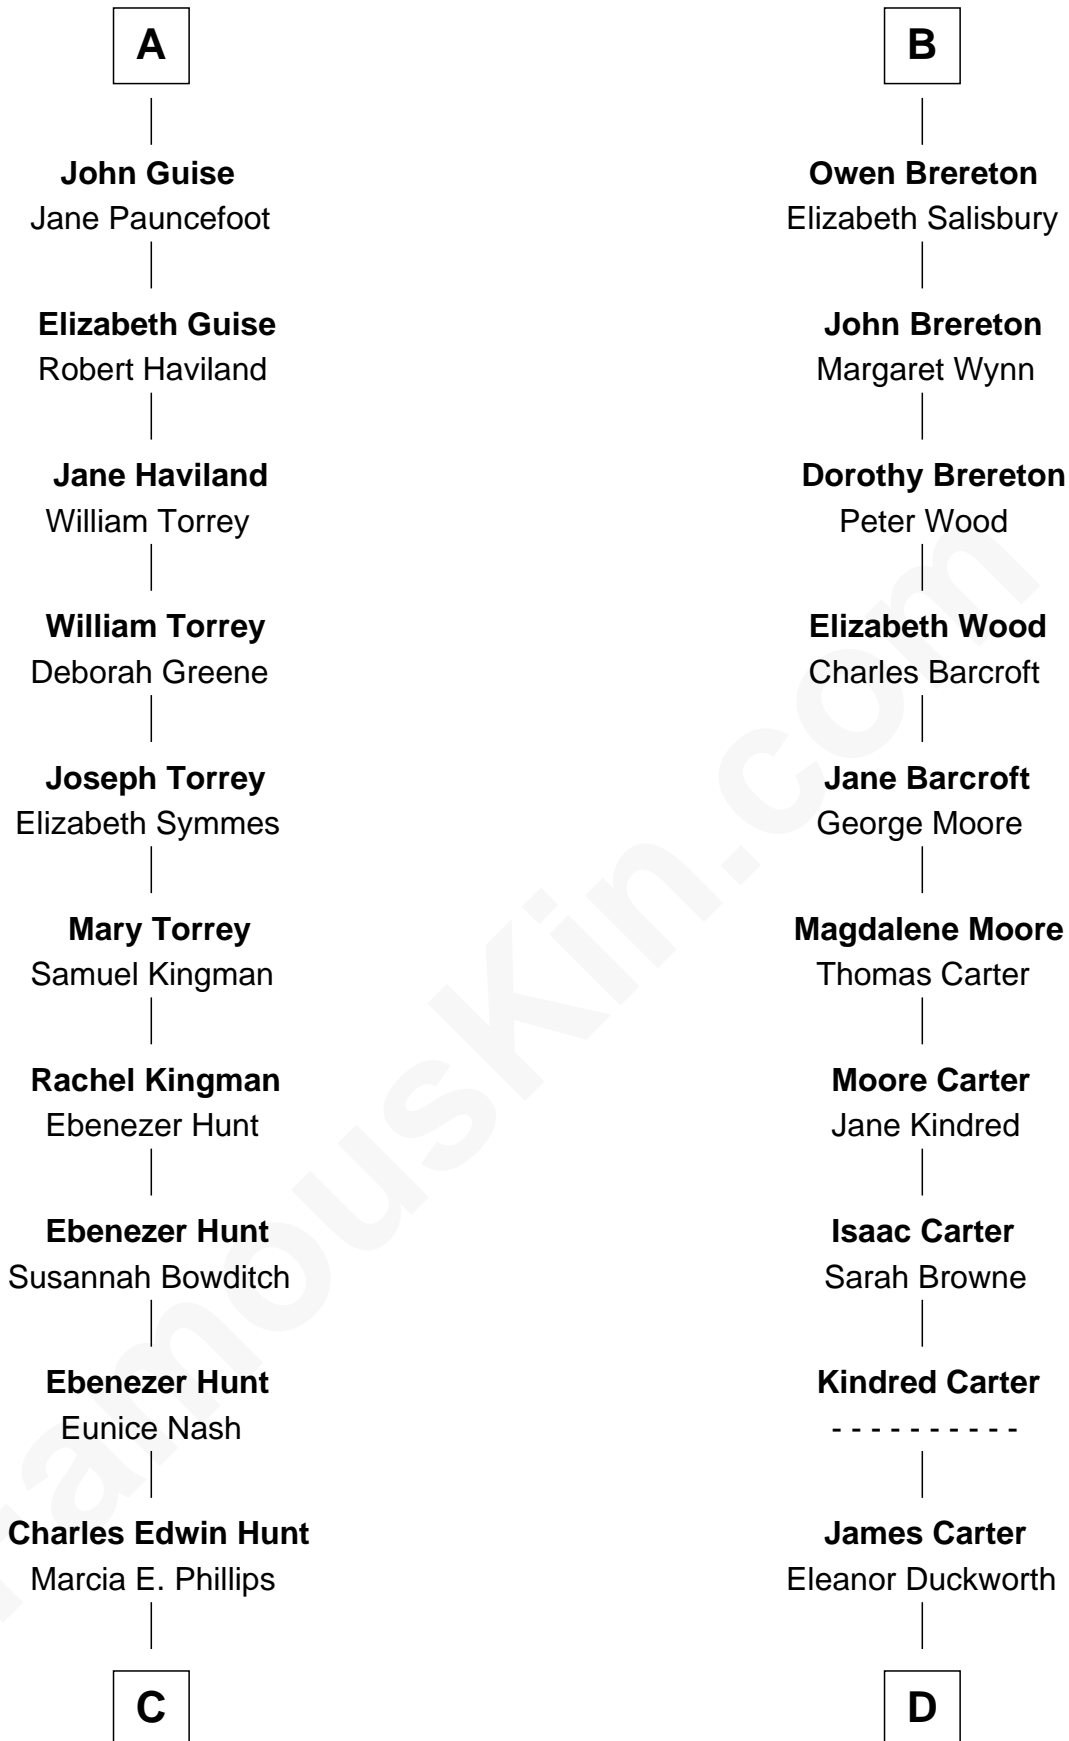 A
John Guise
Jane Pauncefoot
Elizabeth Guise
Robert Haviland
Jane Haviland
William Torrey
William Torrey
Deborah Greene
Joseph Torrey
Elizabeth Symmes
Mary Torrey
Samuel Kingman
Rachel Kingman
Ebenezer Hunt
Ebenezer Hunt
Susannah Bowditch
Ebenezer Hunt
Eunice Nash
Charles Edwin Hunt
Marcia E. Phillips
C
B
Owen Brereton
Elizabeth Salisbury
John Brereton
Margaret Wynn
Dorothy Brereton
Peter Wood
Elizabeth Wood
Charles Barcroft
Jane Barcroft
George Moore
Magdalene Moore
Thomas Carter
Moore Carter
Jane Kindred
Isaac Carter
Sarah Browne
Kindred Carter
- - - - - - - - - -
James Carter
Eleanor Duckworth
D
FamousKin.com